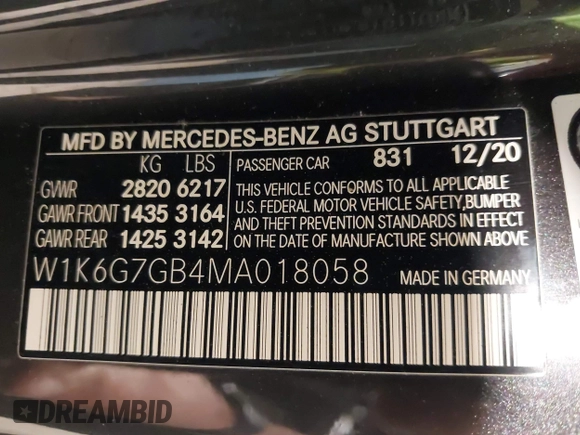 MFD BY MERCEDES-BENZ AG STUTTGART
KG LBS PASSENGER CAR 831 12/20
GVWR 2820 6217
GAWR FRONT 1435 3164
GAWR REAR 1425 3142
THIS VEHICLE CONFORMS TO ALL APPLICABLE
U.S. FEDERAL MOTOR VEHICLE SAFETY,BUMPER
AND THEFT PREVENTION STANDARDS IN EFFECT
ON THE DATE OF MANUFACTURE SHOWN ABOVE.
W1K6G7GB4MA018058 MADE IN GERMANY
DREAMBID